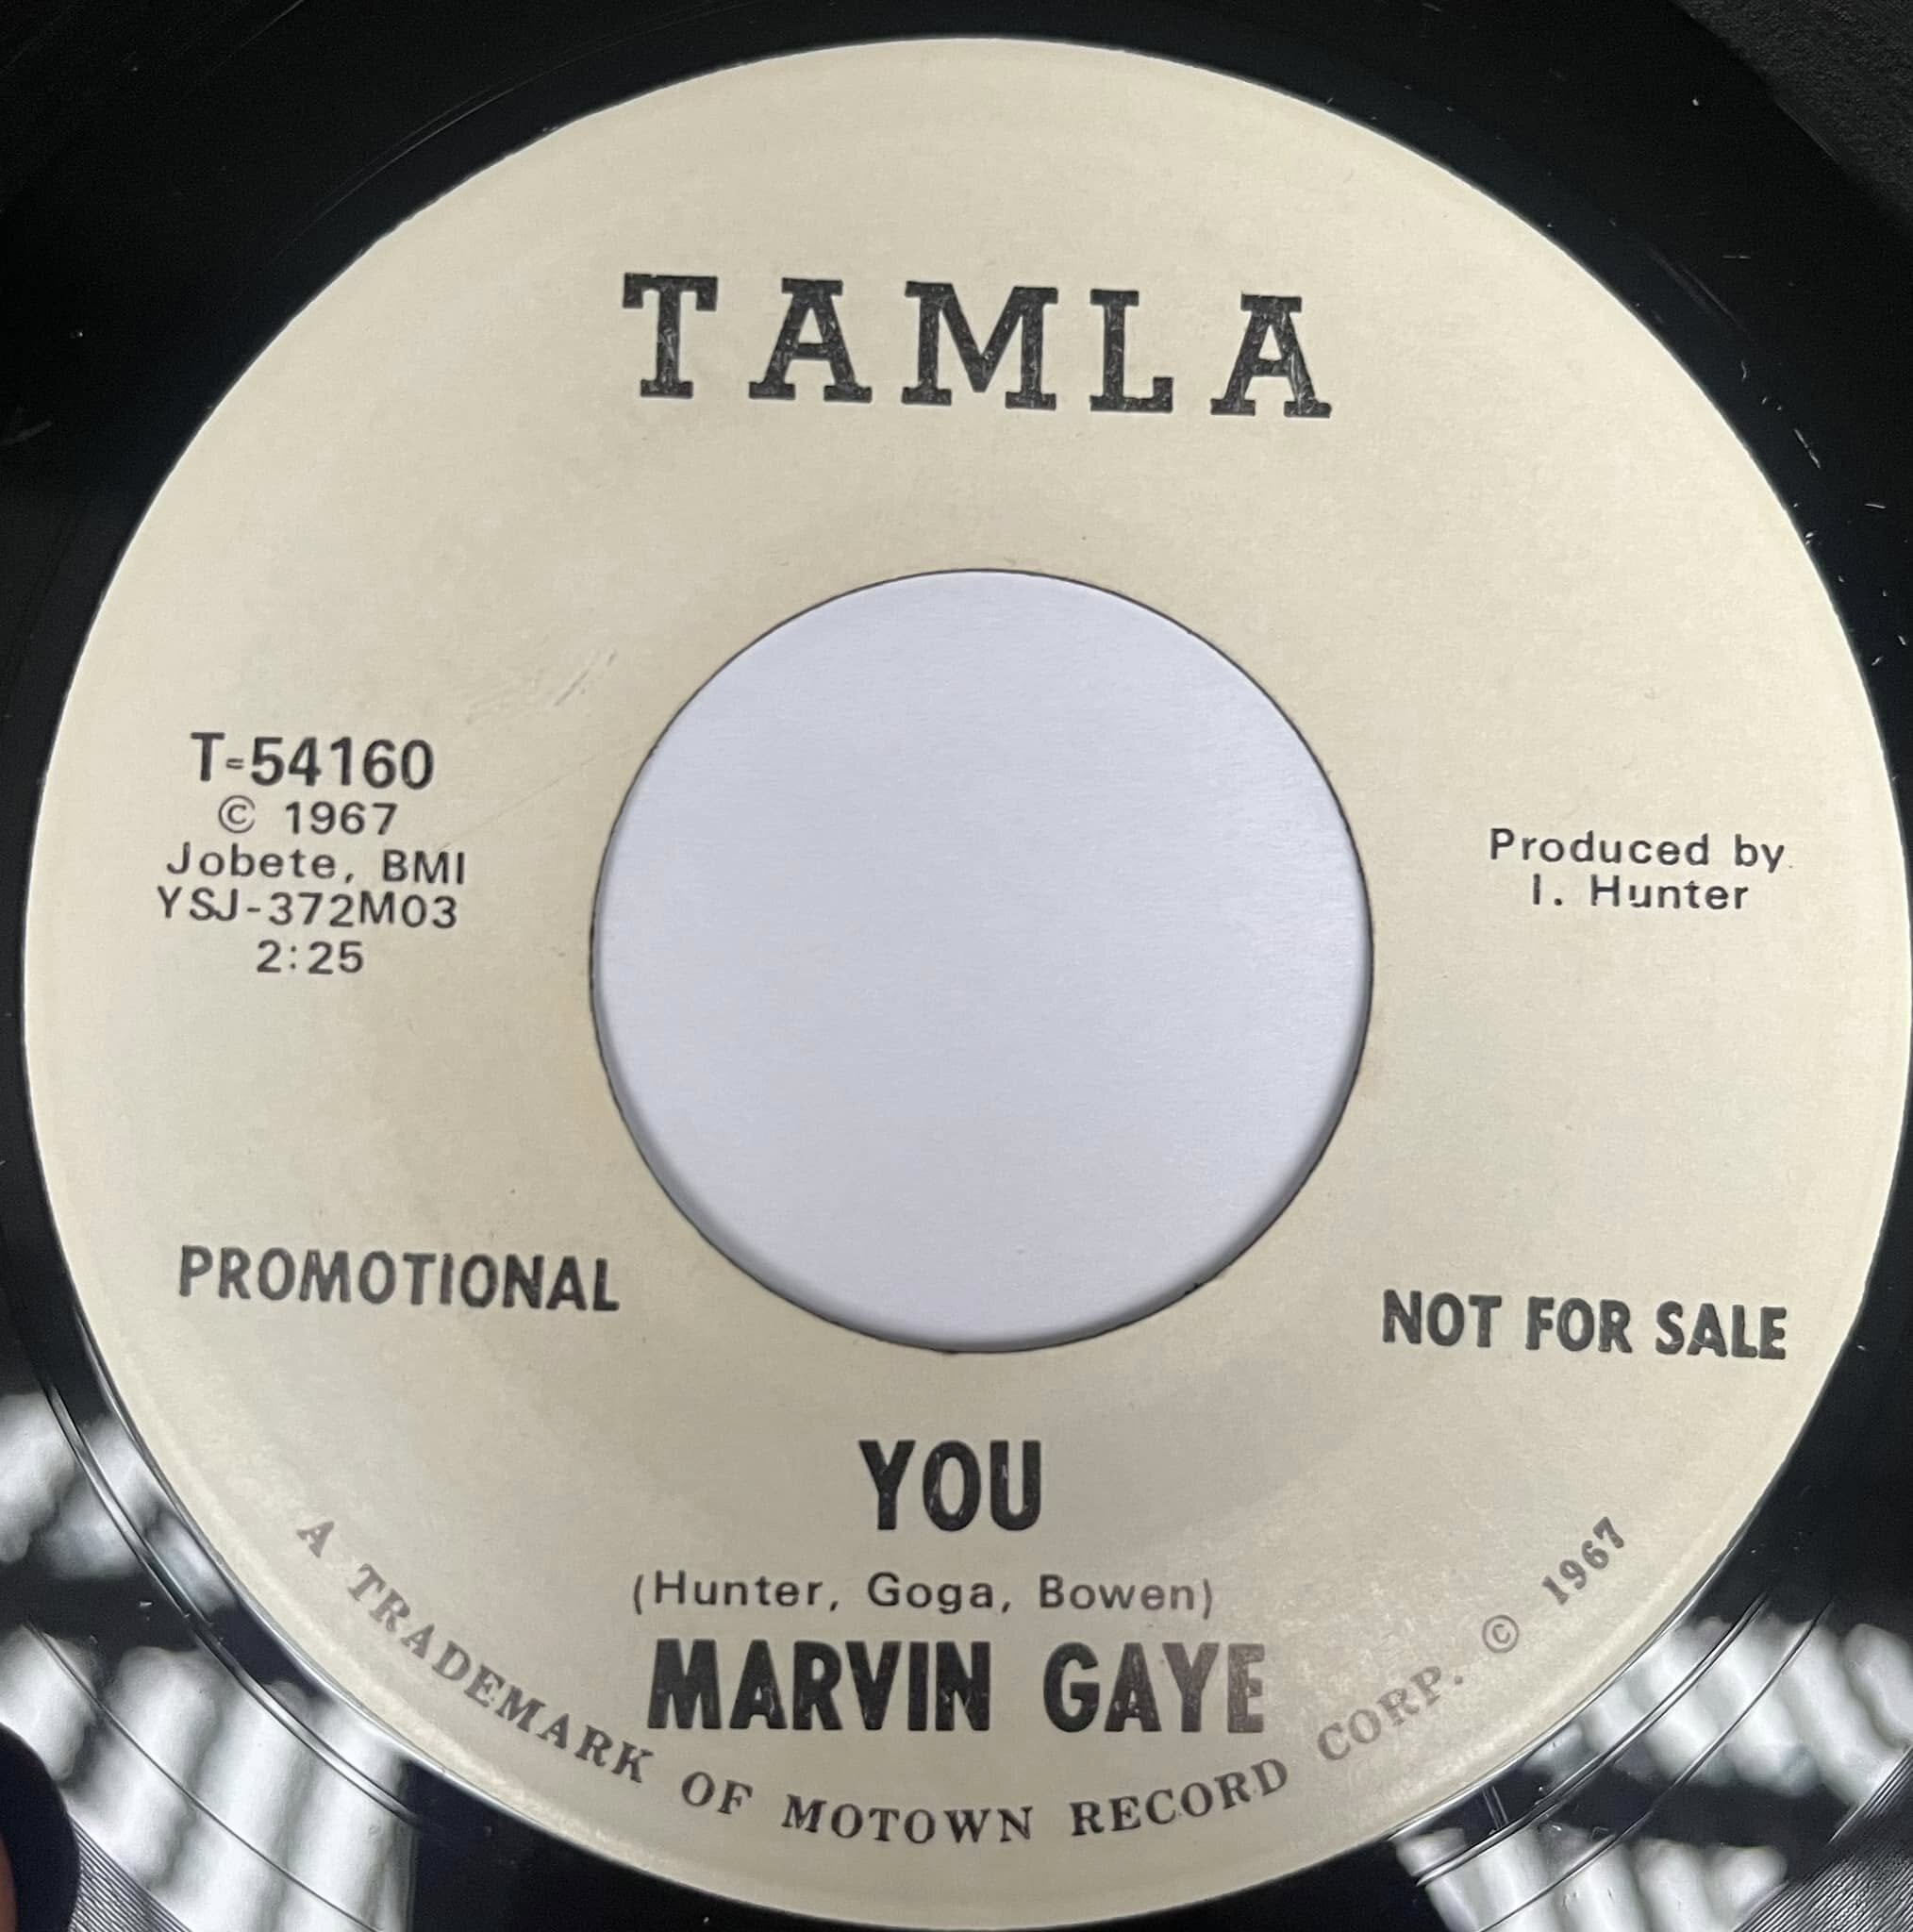 TAMLA
T-54160
© 1967
Jobete, BMI
YSJ-372M03
2:25
Produced by
I. Hunter
PROMOTIONAL
NOT FOR SALE
YOU
(Hunter, Goga, Bowen)
MARVIN GAYE
A TRADEMARK OF MOTOWN RECORD CORP. © 1967